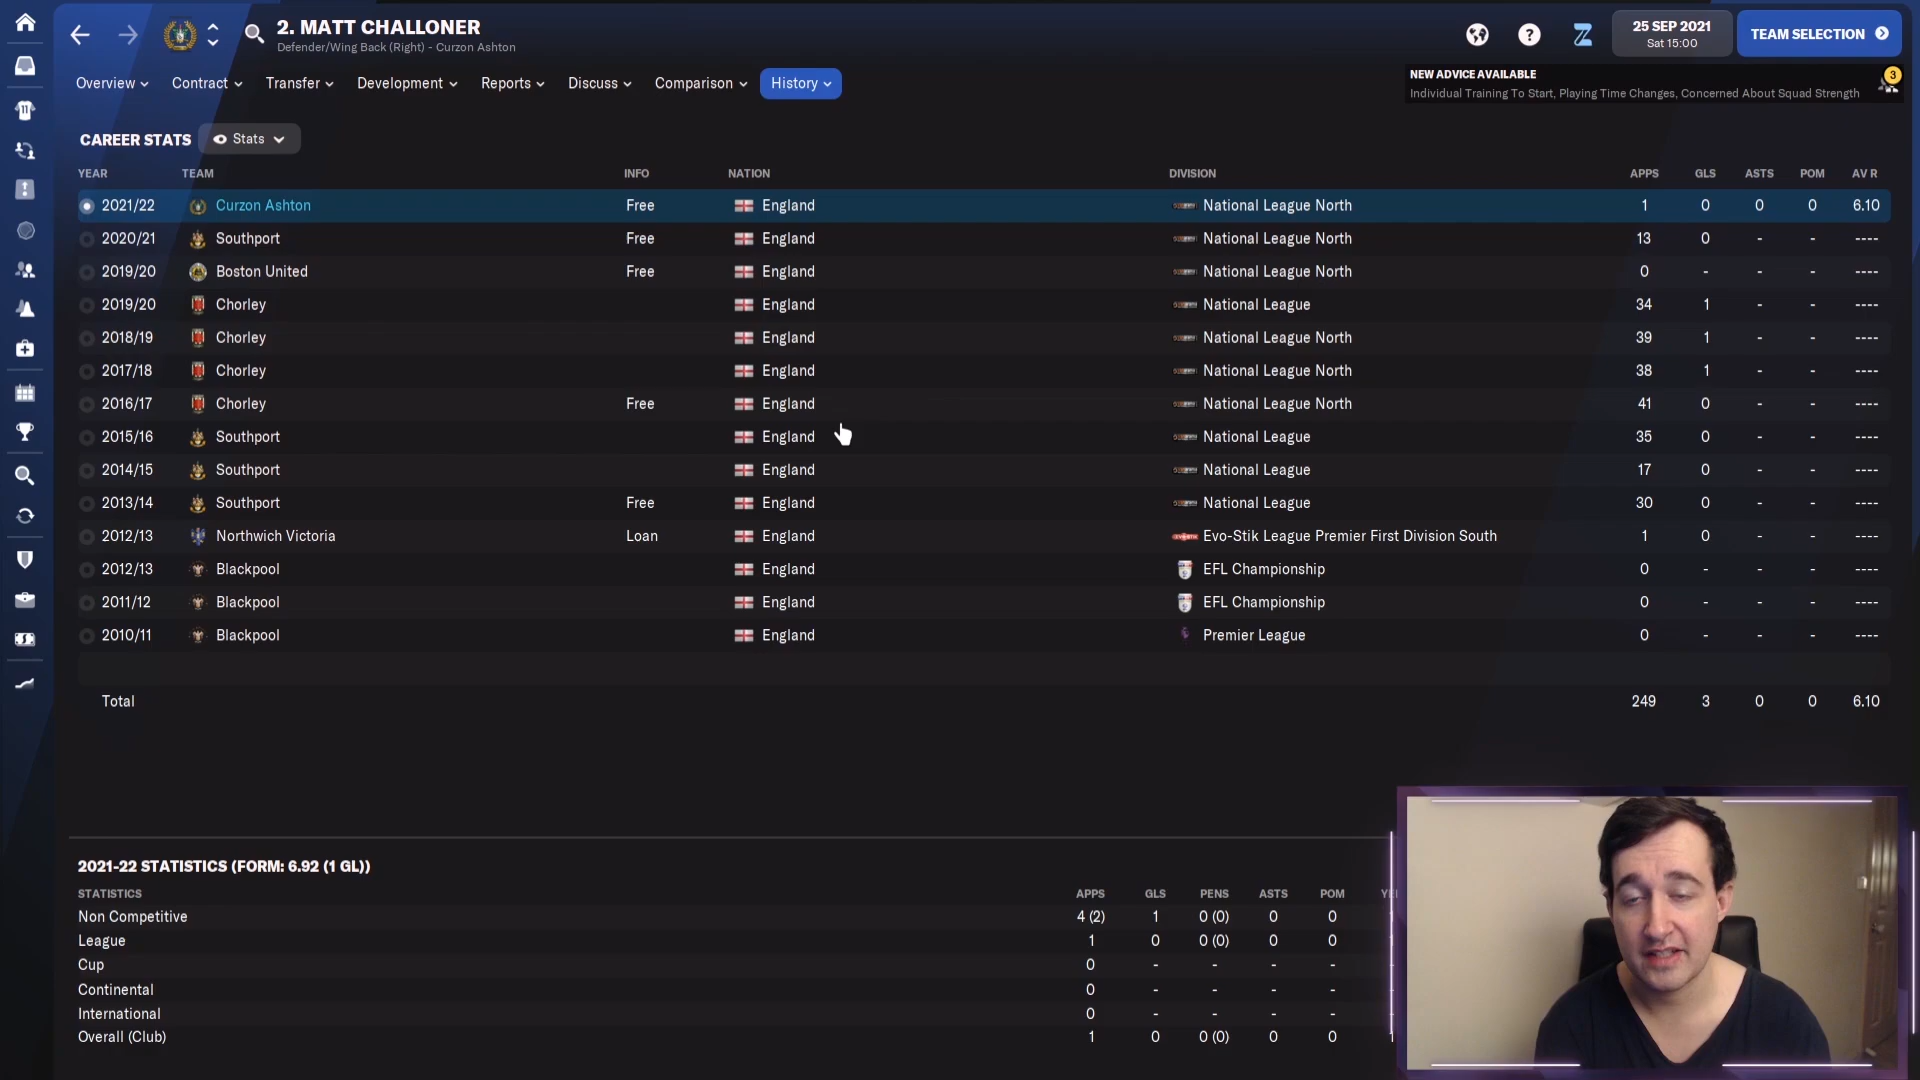 2. MATT CHALLONER
Defender/Wing Back (Right) - Curzon Ashton
25 SEP 2021
Sat 15:00
TEAM SELECTION
Overview Contract Transfer Development Reports Discuss Comparison History
NEW ADVICE AVAILABLE
Individual Training To Start, Playing Time Changes, Concerned About Squad Strength
3
CAREER STATS Stats
YEAR TEAM INFO NATION DIVISION APPS GLS ASTS POM AV R
2021/22 Curzon Ashton Free England National League North 1 0 0 0 6.10
2020/21 Southport Free England National League North 13 0 - - ----
2019/20 Boston United Free England National League North 0 - - - ----
2019/20 Chorley England National League 34 1 - - ----
2018/19 Chorley England National League North 39 1 - - ----
2017/18 Chorley England National League North 38 1 - - ----
2016/17 Chorley Free England National League North 41 0 - - ----
2015/16 Southport England National League 35 0 - - ----
2014/15 Southport England National League 17 0 - - ----
2013/14 Southport Free England National League 30 0 - - ----
2012/13 Northwich Victoria Loan England Evo-Stik League Premier First Division South 1 0 - - ----
2012/13 Blackpool England EFL Championship 0 - - - ----
2011/12 Blackpool England EFL Championship 0 - - - ----
2010/11 Blackpool England Premier League 0 - - - ----
Total 249 3 0 0 6.10
2021-22 STATISTICS (FORM: 6.92 (1 GL))
STATISTICS APPS GLS PENS ASTS POM
Non Competitive 4 (2) 1 0 (0) 0 0
League 1 0 0 (0) 0 0
Cup 0 - - - -
Continental 0 - - - -
International 0 - - - -
Overall (Club) 1 0 0 (0) 0 0